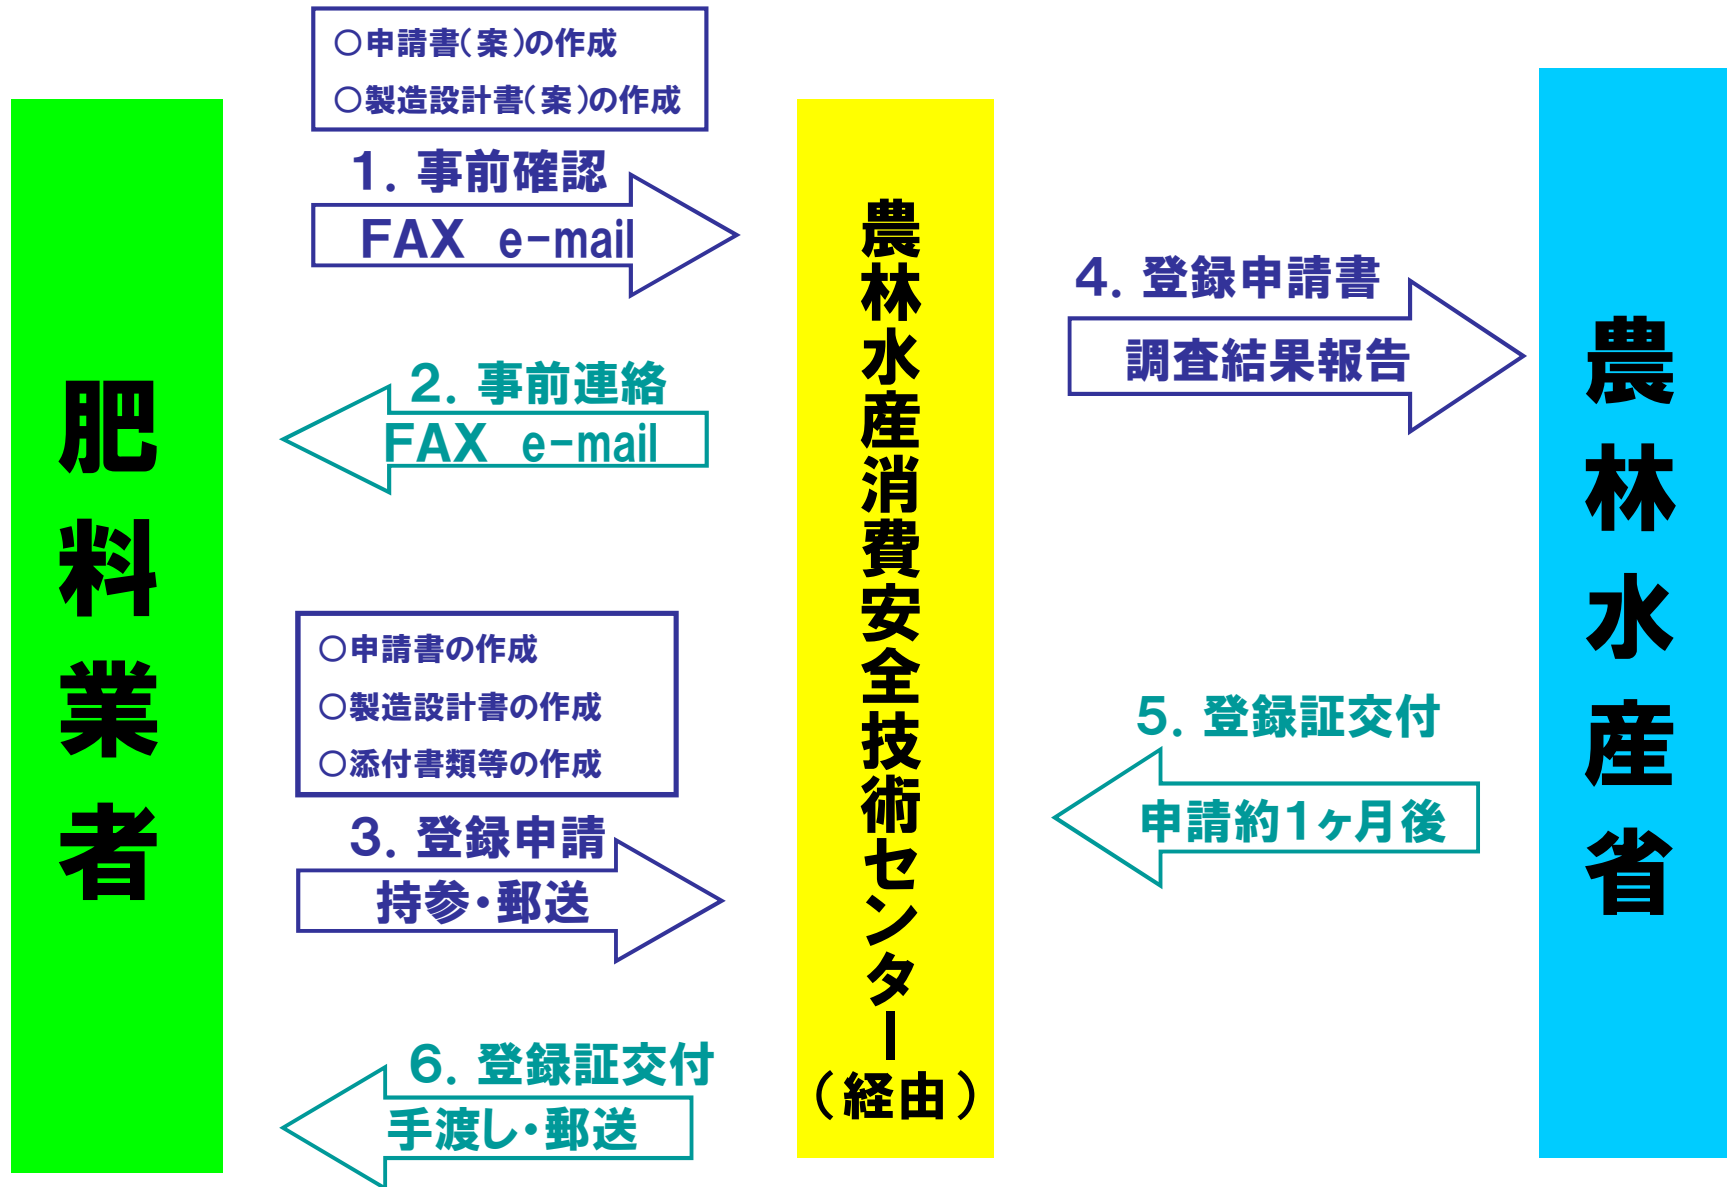 肥料業者
○申請書（案）の作成
○製造設計書（案）の作成
１．事前確認
FAX　e-mail
２．事前連絡
FAX　e-mail
○申請書の作成
○製造設計書の作成
○添付書類等の作成
３．登録申請
持参・郵送
６．登録証交付
手渡し・郵送
農林水産消費安全技術センター
（経由）
４．登録申請書
調査結果報告
５．登録証交付
申請約１ヶ月後
農林水産省